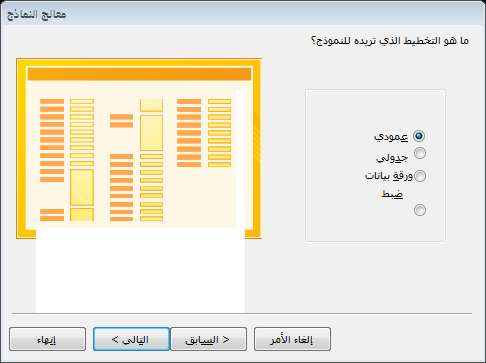 معالج النماذج
ما هو التخطيط الذي تريده للنموذج؟
عمودي
جدولي
ورقة بيانات
ضبط
إلغاء الأمر
< السابق
التالي >
إنهاء